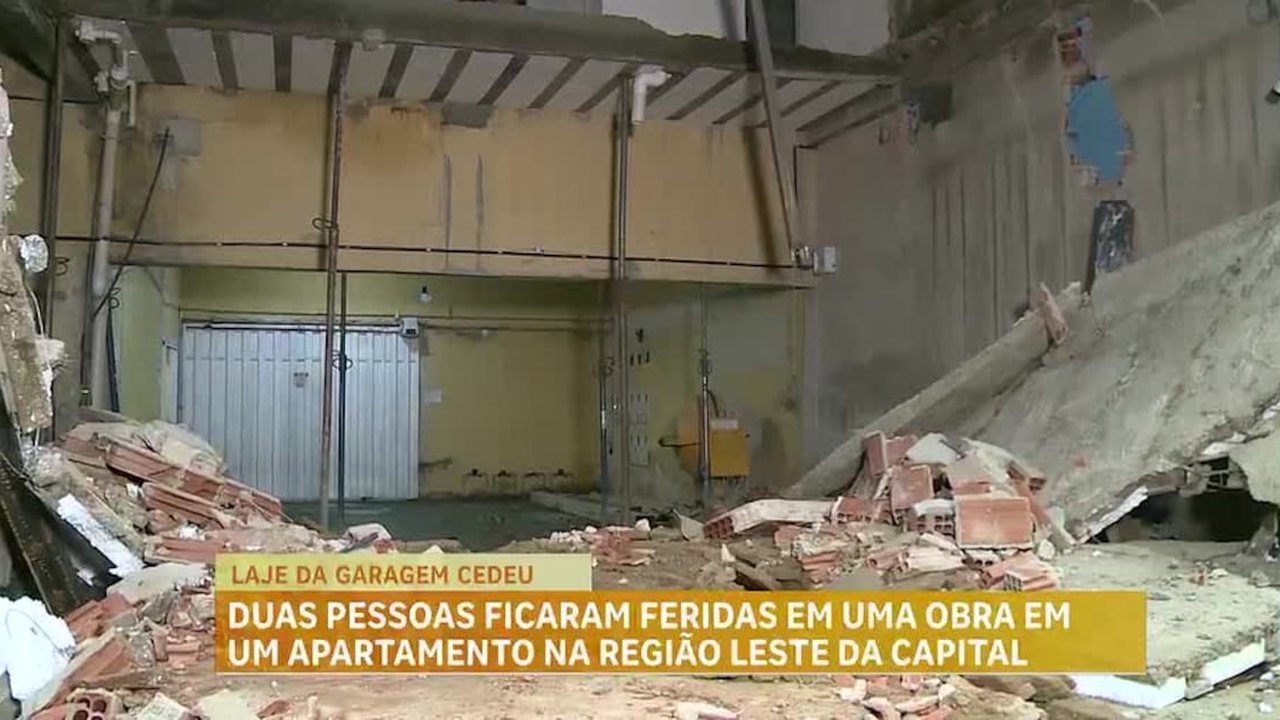 LAJE DA GARAGEM CEDEU
DUAS PESSOAS FICARAM FERIDAS EM UMA OBRA EM
UM APARTAMENTO NA REGIÃO LESTE DA CAPITAL